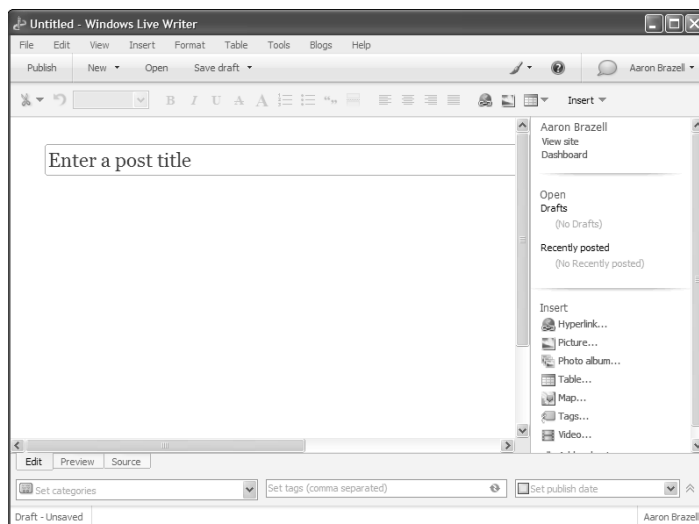 Untitled - Windows Live Writer
File Edit View Insert Format Table Tools Blogs Help
Publish New Open Save draft Aaron Brazell
B I U A A Insert
Enter a post title
Aaron Brazell
View site
Dashboard
Open
Drafts
(No Drafts)
Recently posted
(No Recently posted)
Insert
Hyperlink...
Picture...
Photo album...
Table...
Map...
Tags...
Video...
Edit Preview Source
Set categories Set tags (comma separated) Set publish date
Draft - Unsaved Aaron Brazell